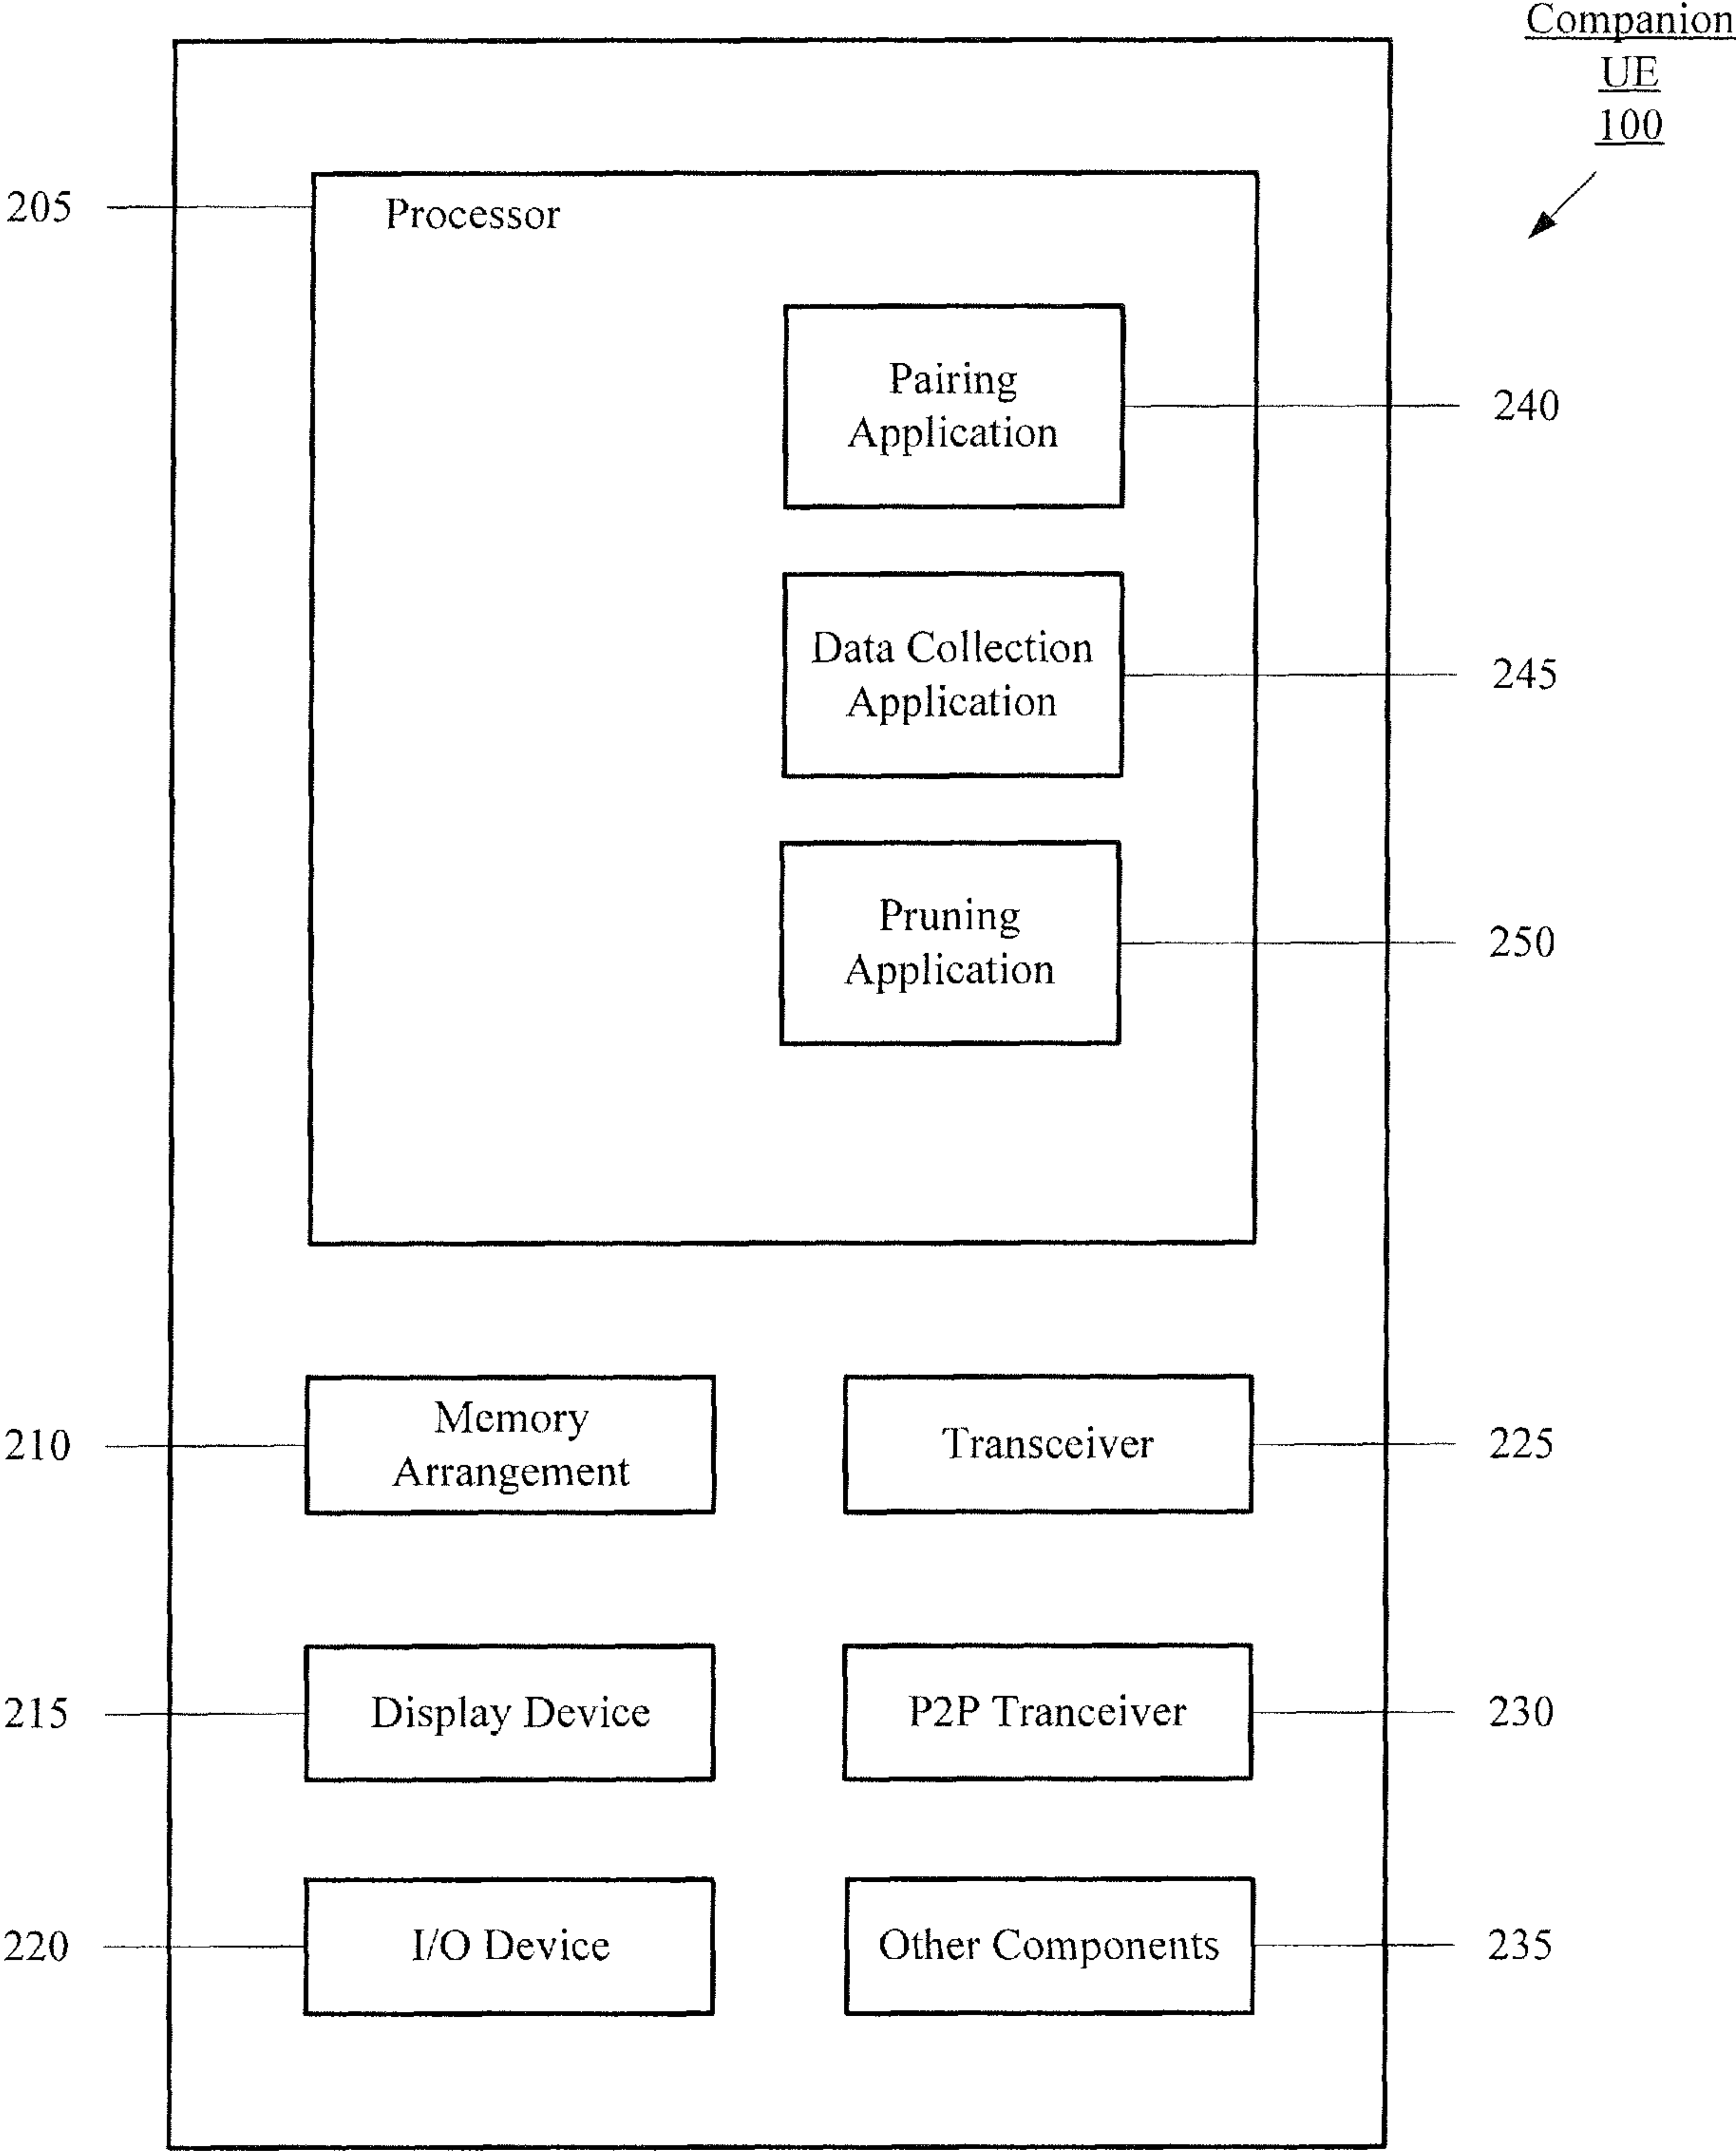 Companion
UE
100
205
Processor
Pairing
Application
240
Data Collection
Application
245
Pruning
Application
250
210
Memory
Arrangement
Transceiver
225
215
Display Device
P2P Tranceiver
230
220
I/O Device
Other Components
235